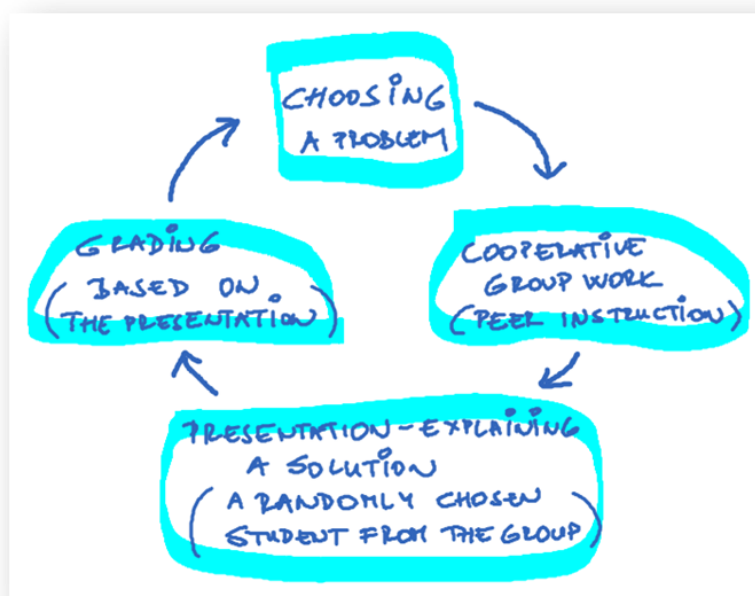 CHOOSING
A PROBLEM
COOPERATIVE
GROUP WORK
(PEER INSTRUCTION)
PRESENTATION-EXPLAINING
A SOLUTION
(A RANDOMLY CHOSEN
STUDENT FROM THE GROUP)
GRADING
(BASED ON
THE PRESENTATION)